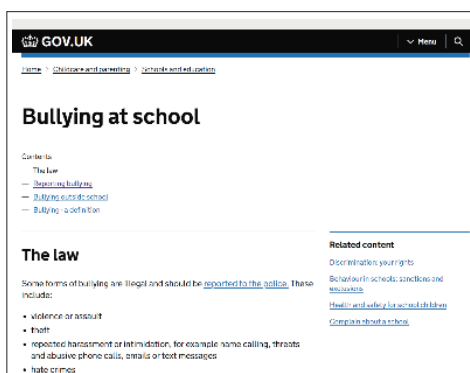 GOV.UK
Menu
Home > Childcare and parenting > Schools and education
Bullying at school
Contents
The law
— Reporting bullying
— Bullying outside school
— Bullying - a definition
The law
Some forms of bullying are illegal and should be reported to the police. These
include:
• violence or assault
• theft
• repeated harassment or intimidation, for example name calling, threats
and abusive phone calls, emails or text messages
• hate crimes
Related content
Discrimination: your rights
Behaviour in schools: sanctions and
exclusions
Health and safety for school children
Complain about a school